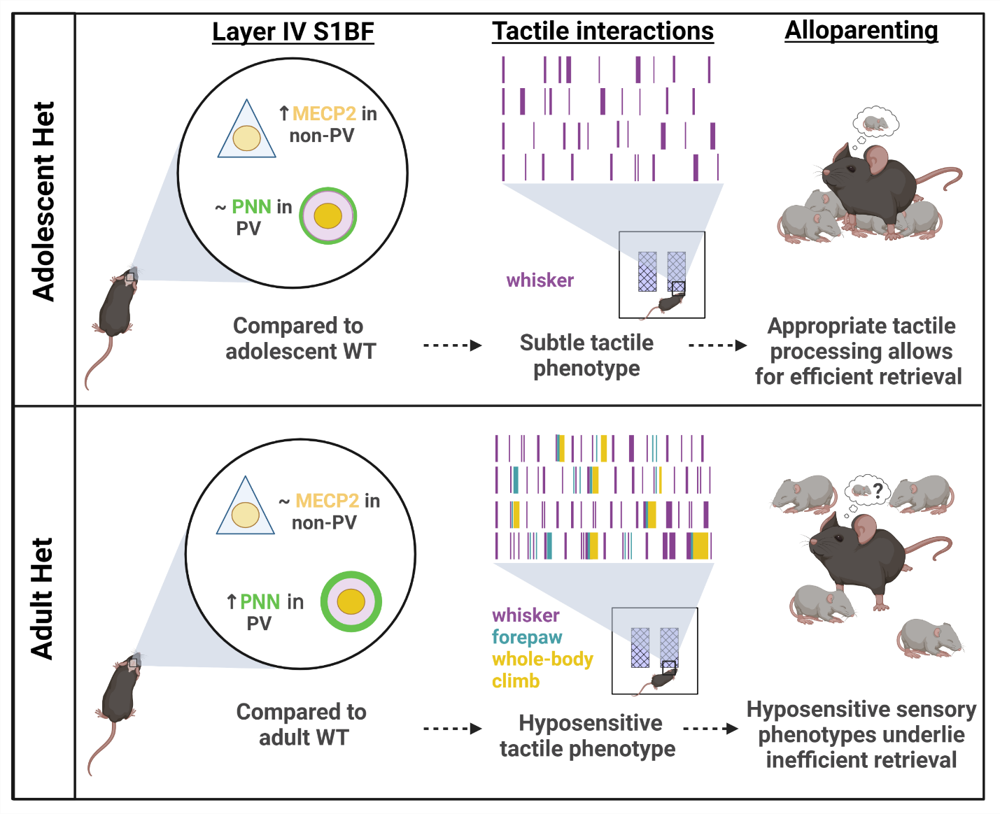 Layer IV S1BF
Tactile interactions
Alloparenting
Adolescent Het
↑MECP2 in
non-PV
~ PNN in
PV
whisker
Compared to
adolescent WT
Subtle tactile
phenotype
Appropriate tactile
processing allows
for efficient retrieval
Adult Het
~ MECP2 in
non-PV
↑PNN in
PV
?
whisker
forepaw
whole-body
climb
Compared to
adult WT
Hyposensitive
tactile phenotype
Hyposensitive sensory
phenotypes underlie
inefficient retrieval